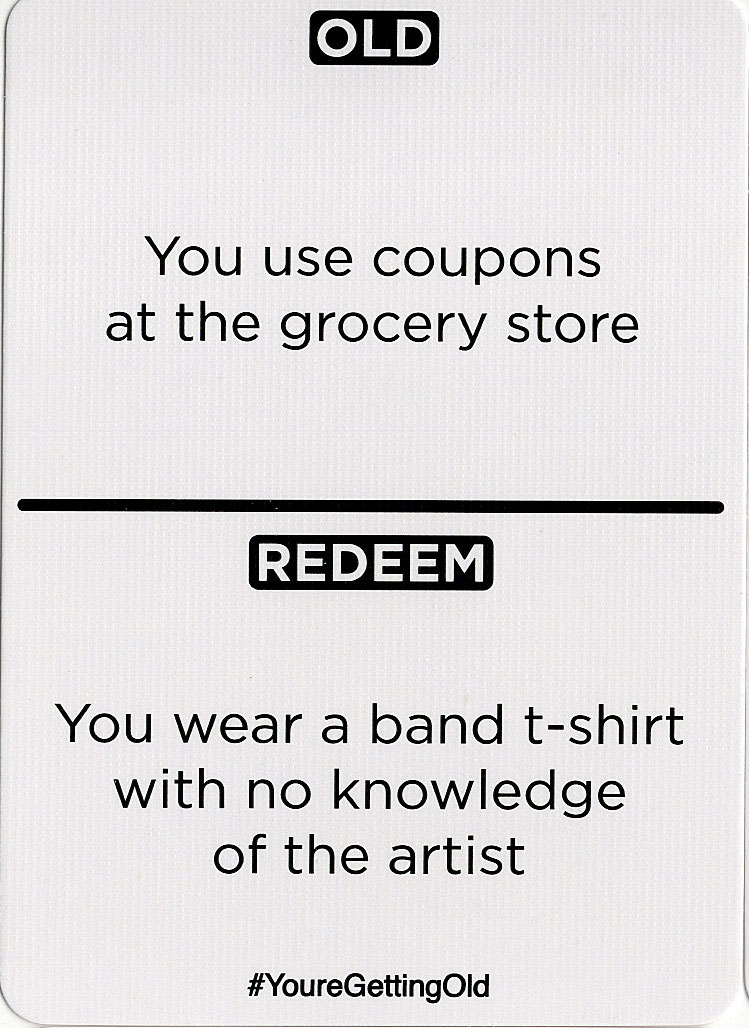 OLD
You use coupons
at the grocery store
REDEEM
You wear a band t-shirt
with no knowledge
of the artist
#YoureGettingOld